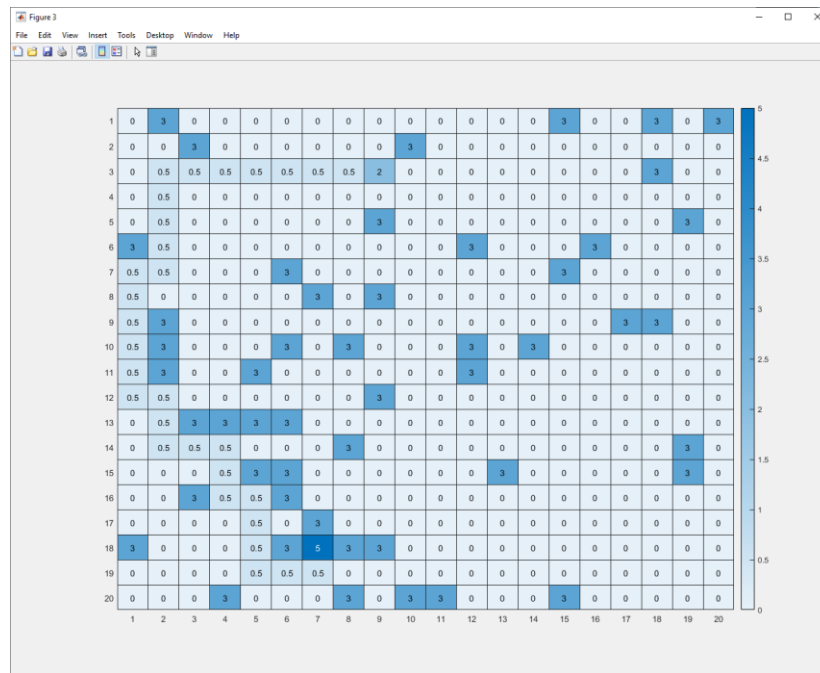 Figure 3
File Edit View Insert Tools Desktop Window Help
1 0 3 0 0 0 0 0 0 0 0 0 0 0 0 3 0 0 3 0 3
2 0 0 3 0 0 0 0 0 0 3 0 0 0 0 0 0 0 0 0 0
3 0 0.5 0.5 0.5 0.5 0.5 0.5 0.5 2 0 0 0 0 0 0 0 0 3 0 0
4 0 0.5 0 0 0 0 0 0 0 0 0 0 0 0 0 0 0 0 0 0
5 0 0.5 0 0 0 0 0 0 3 0 0 0 0 0 0 0 0 0 3 0
6 3 0.5 0 0 0 0 0 0 0 0 0 3 0 0 0 3 0 0 0 0
7 0.5 0.5 0 0 0 3 0 0 0 0 0 0 0 0 3 0 0 0 0 0
8 0.5 0 0 0 0 0 3 0 3 0 0 0 0 0 0 0 0 0 0 0
9 0.5 3 0 0 0 0 0 0 0 0 0 0 0 0 0 0 3 3 0 0
10 0.5 3 0 0 0 3 0 3 0 0 0 3 0 3 0 0 0 0 0 0
11 0.5 3 0 0 3 0 0 0 0 0 0 3 0 0 0 0 0 0 0 0
12 0.5 0.5 0 0 0 0 0 0 3 0 0 0 0 0 0 0 0 0 0 0
13 0 0.5 3 3 3 3 0 0 0 0 0 0 0 0 0 0 0 0 0 0
14 0 0.5 0.5 0.5 0 0 0 3 0 0 0 0 0 0 0 0 0 0 3 0
15 0 0 0 0.5 3 3 0 0 0 0 0 0 3 0 0 0 0 0 3 0
16 0 0 3 0.5 0.5 3 0 0 0 0 0 0 0 0 0 0 0 0 0 0
17 0 0 0 0 0.5 0 3 0 0 0 0 0 0 0 0 0 0 0 0 0
18 3 0 0 0 0.5 3 5 3 3 0 0 0 0 0 0 0 0 0 0 0
19 0 0 0 0 0.5 0.5 0.5 0 0 0 0 0 0 0 0 0 0 0 0 0
20 0 0 0 3 0 0 0 3 0 3 3 0 0 0 3 0 0 0 0 0
1 2 3 4 5 6 7 8 9 10 11 12 13 14 15 16 17 18 19 20
5
4.5
4
3.5
3
2.5
2
1.5
1
0.5
0